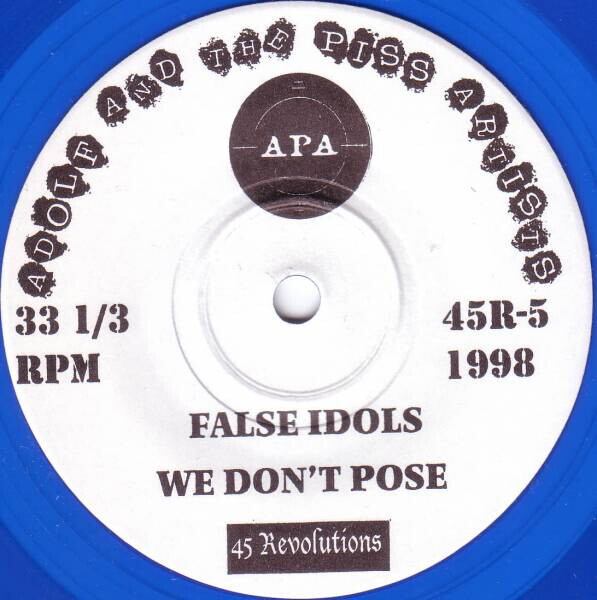 ADOLF AND THE PISS ARTISTS
APA
33 1/3
RPM
45R-5
1998
FALSE IDOLS
WE DON'T POSE
45 Revolutions